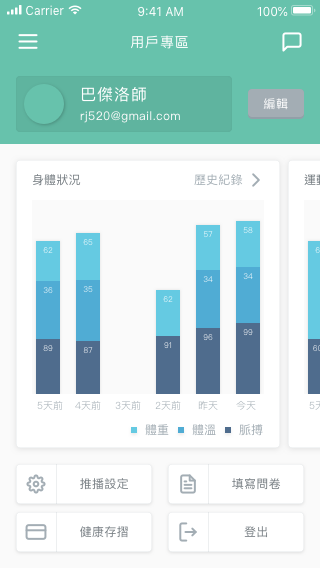 Carrier 9:41 AM 100%
用戶專區
巴傑洛師
rj520@gmail.com
編輯
身體狀況 歷史紀錄
運動
62 65 57 58
36 35 62 34 34
89 87 91 96 99
5天前 4天前 3天前 2天前 昨天 今天
體重 體溫 脈搏
推播設定 填寫問卷
健康存摺 登出